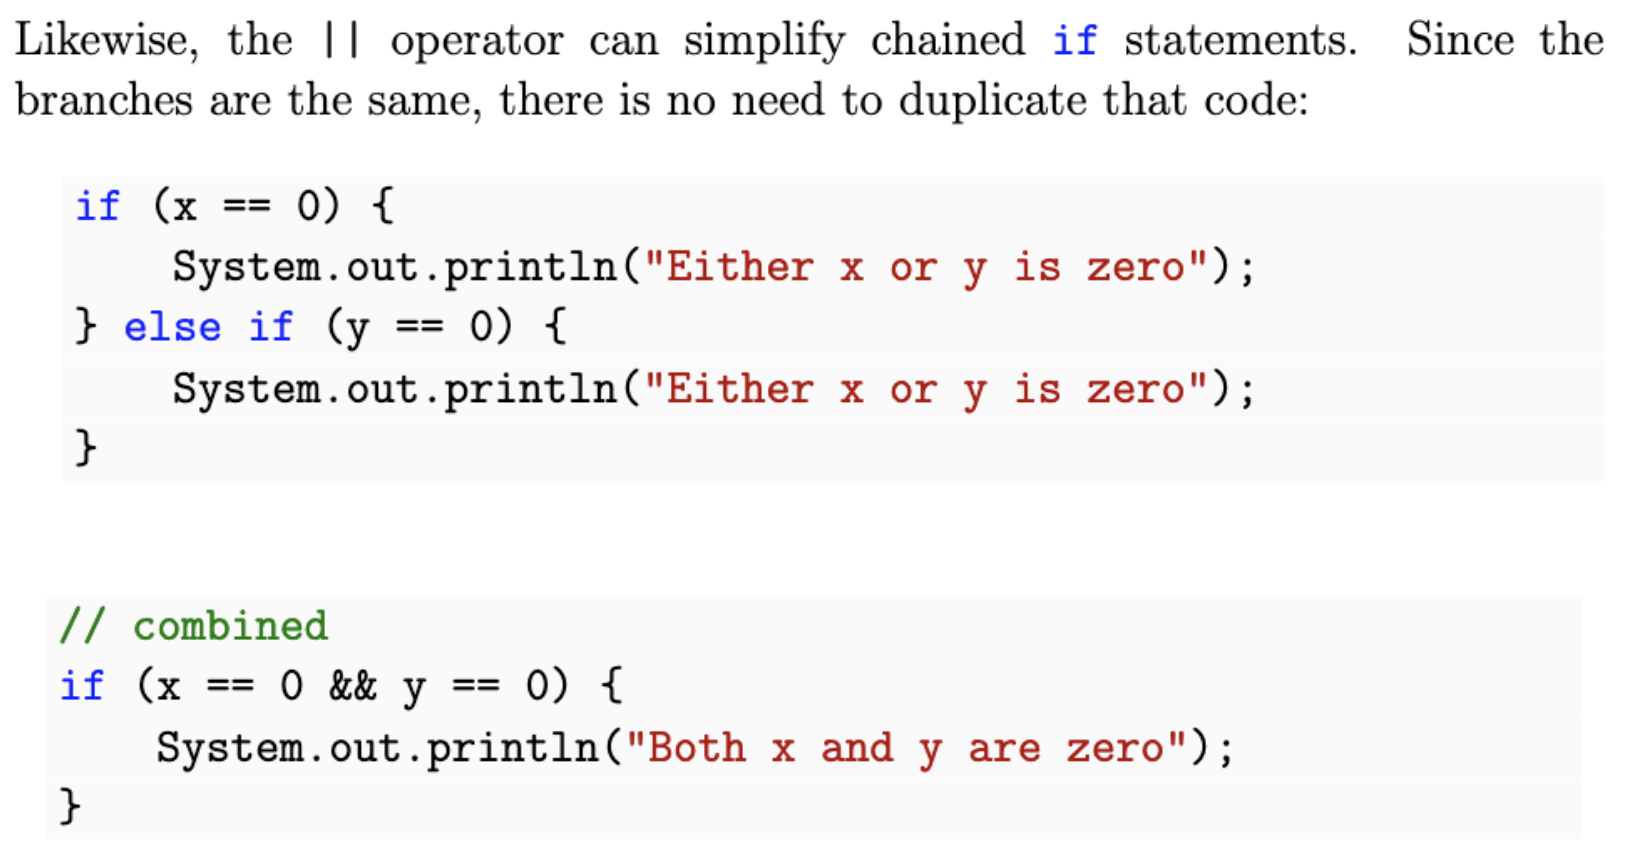 Likewise, the || operator can simplify chained if statements. Since the
branches are the same, there is no need to duplicate that code:
if (x == 0) {
    System.out.println("Either x or y is zero");
} else if (y == 0) {
    System.out.println("Either x or y is zero");
}
// combined
if (x == 0 && y == 0) {
    System.out.println("Both x and y are zero");
}